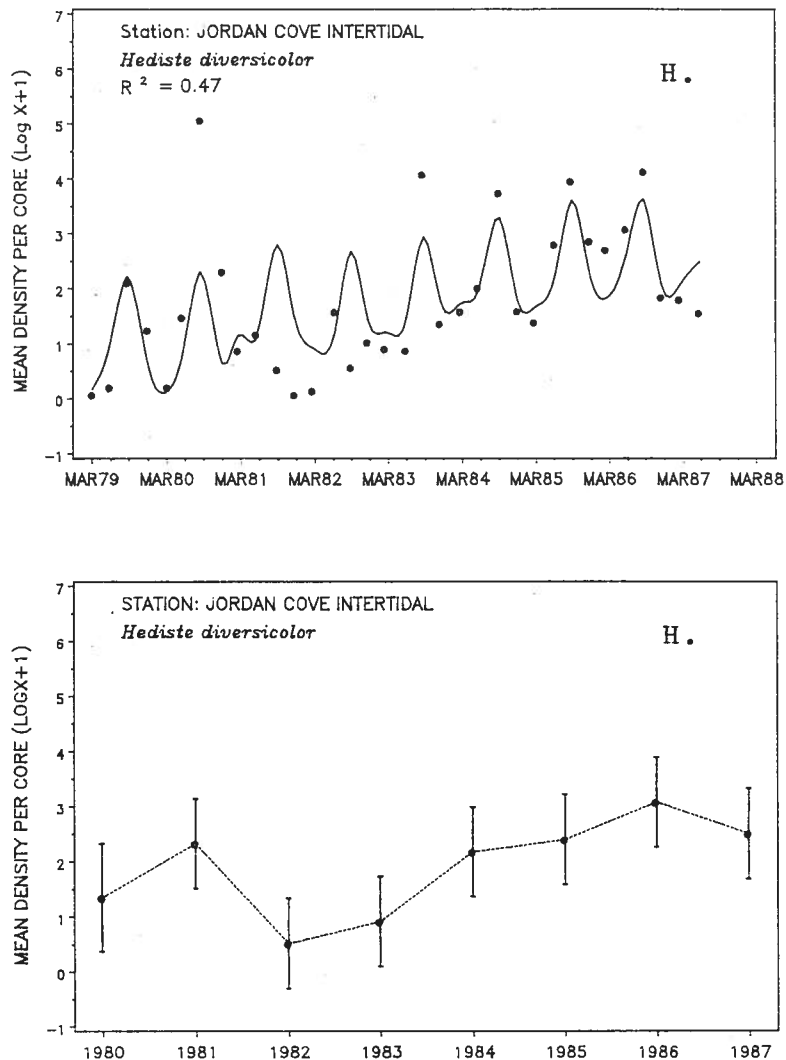 7
Station: JORDAN COVE INTERTIDAL
Hediste diversicolor
R 2 = 0.47
H.
6
5
4
3
2
1
0
-1
MEAN DENSITY PER CORE (Log X+1)
MAR79 MAR80 MAR81 MAR82 MAR83 MAR84 MAR85 MAR86 MAR87 MAR88
7
STATION: JORDAN COVE INTERTIDAL
Hediste diversicolor
H.
6
5
4
3
2
1
0
-1
MEAN DENSITY PER CORE (LOGX+1)
1980 1981 1982 1983 1984 1985 1986 1987